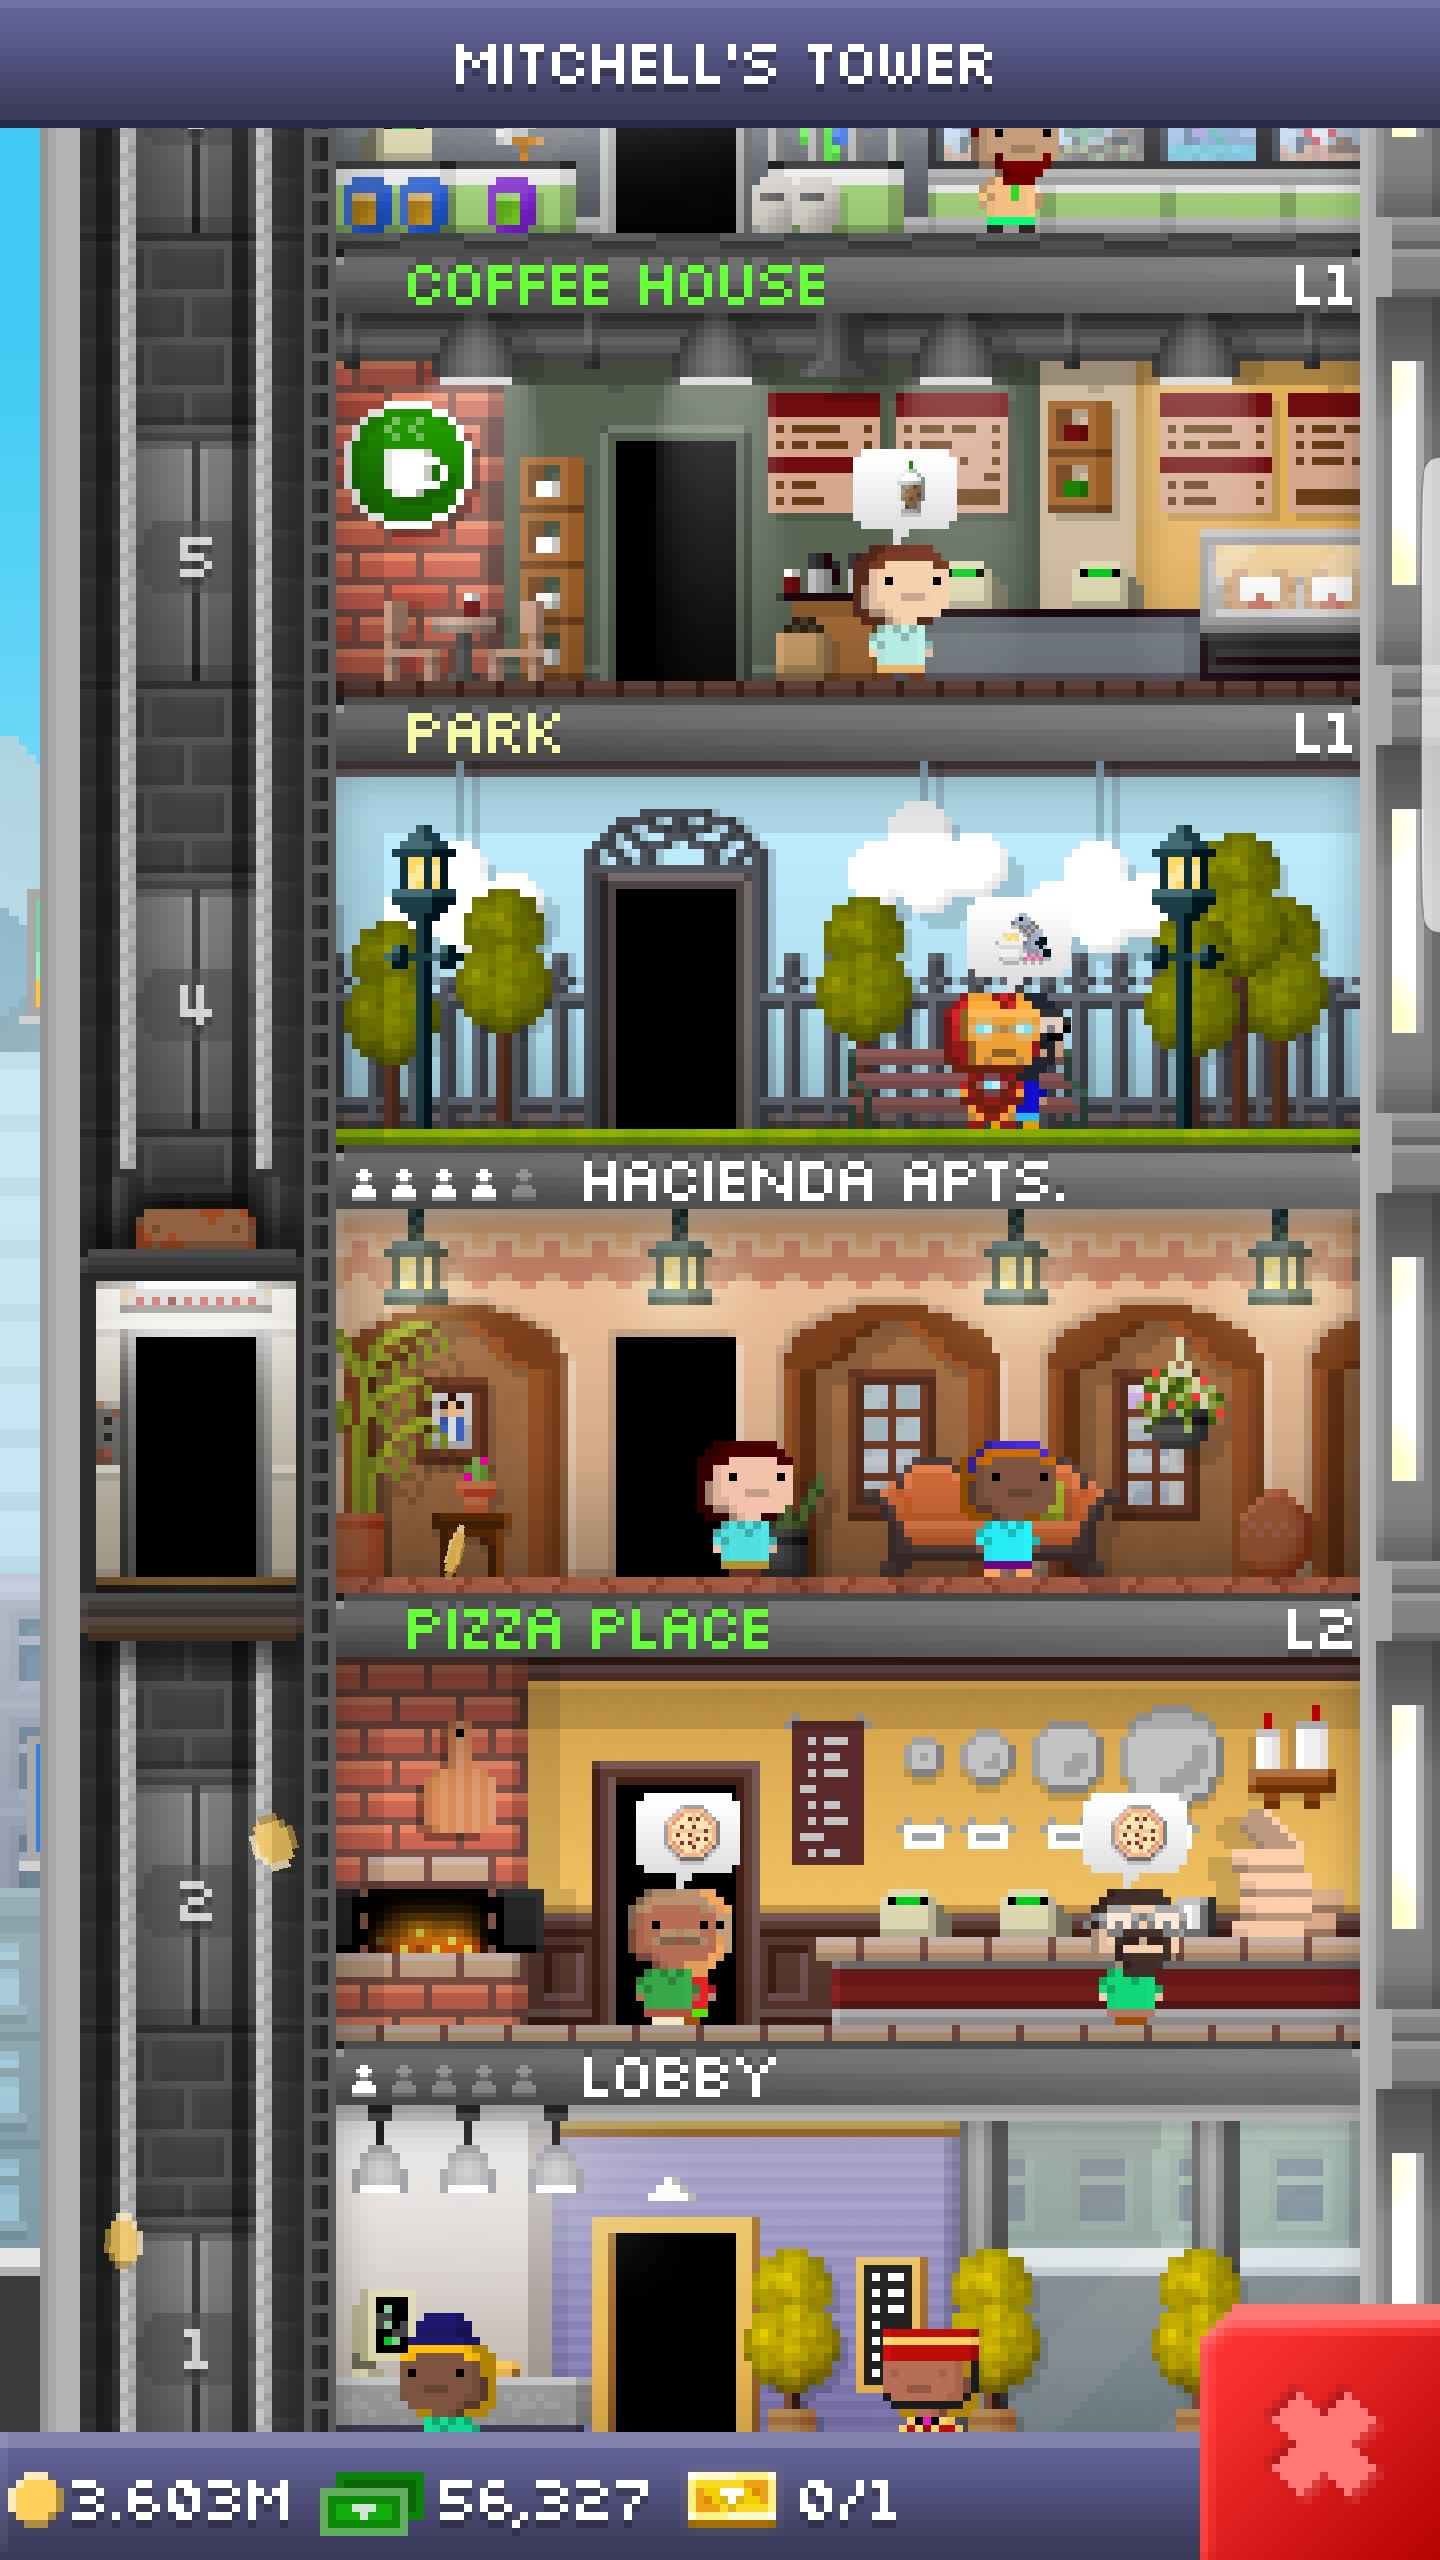 MITCHELL'S TOWER
COFFEE HOUSE L1
5
PARK L1
4
HACIENDA APTS.
PIZZA PLACE L2
2
LOBBY
1
3.603M 56,327 0/1